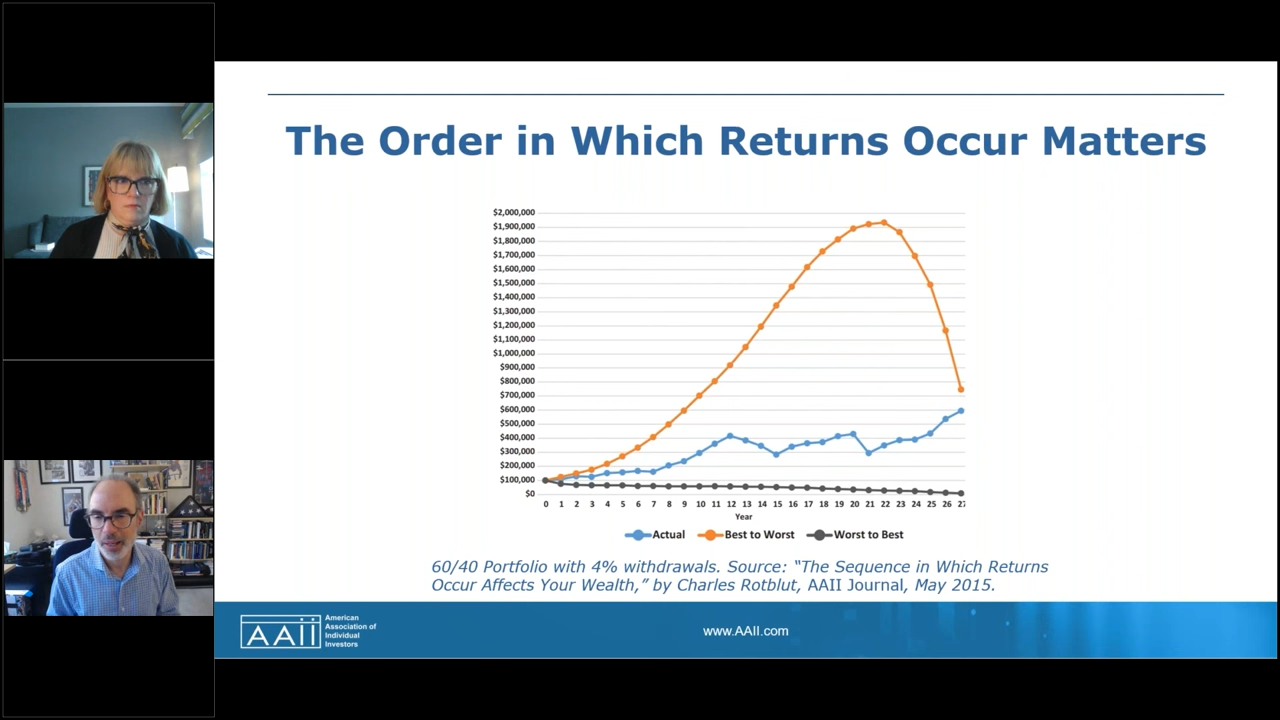 The Order in Which Returns Occur Matters
$2,000,000
$1,900,000
$1,800,000
$1,700,000
$1,600,000
$1,500,000
$1,400,000
$1,300,000
$1,200,000
$1,100,000
$1,000,000
$900,000
$800,000
$700,000
$600,000
$500,000
$400,000
$300,000
$200,000
$100,000
$0
0 1 2 3 4 5 6 7 8 9 10 11 12 13 14 15 16 17 18 19 20 21 22 23 24 25 26 27
Year
Actual Best to Worst Worst to Best
60/40 Portfolio with 4% withdrawals. Source: “The Sequence in Which Returns
Occur Affects Your Wealth,” by Charles Rotblut, AAII Journal, May 2015.
AAII
American
Association of
Individual
Investors
www.AAII.com